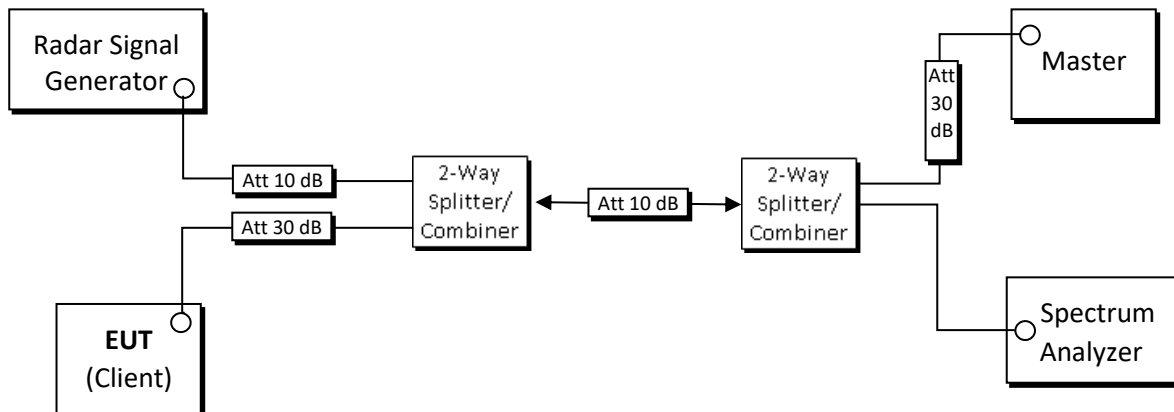 Radar Signal
Generator
Att 10 dB
Att 30 dB
EUT
(Client)
2-Way
Splitter/
Combiner
Att 10 dB
2-Way
Splitter/
Combiner
Att
30
dB
Master
Spectrum
Analyzer